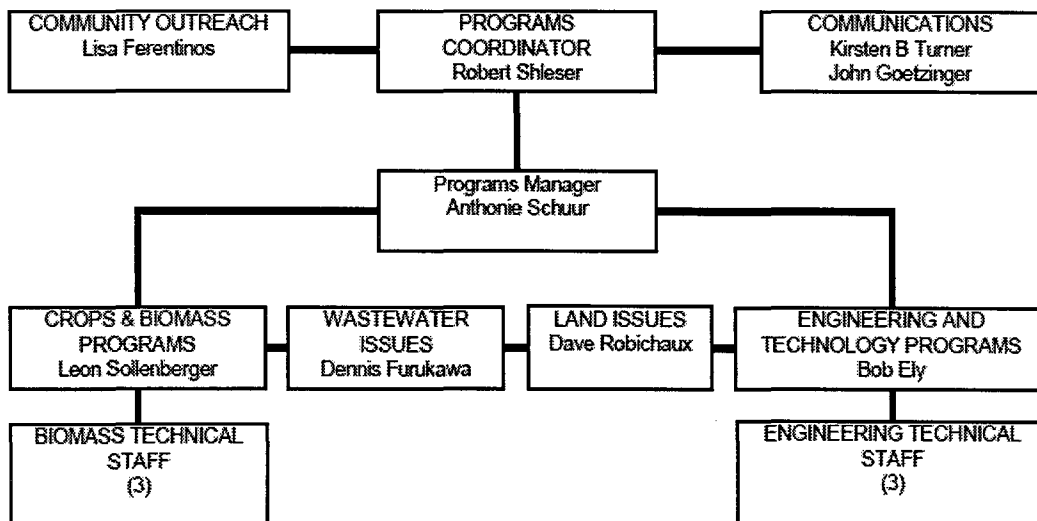 COMMUNITY OUTREACH
Lisa Ferentinos
PROGRAMS
COORDINATOR
Robert Shleser
COMMUNICATIONS
Kirsten B Turner
John Goetzinger
Programs Manager
Anthonie Schuur
CROPS & BIOMASS
PROGRAMS
Leon Sollenberger
WASTEWATER
ISSUES
Dennis Furukawa
LAND ISSUES
Dave Robichaux
ENGINEERING AND
TECHNOLOGY PROGRAMS
Bob Ely
BIOMASS TECHNICAL
STAFF
(3)
ENGINEERING TECHNICAL
STAFF
(3)